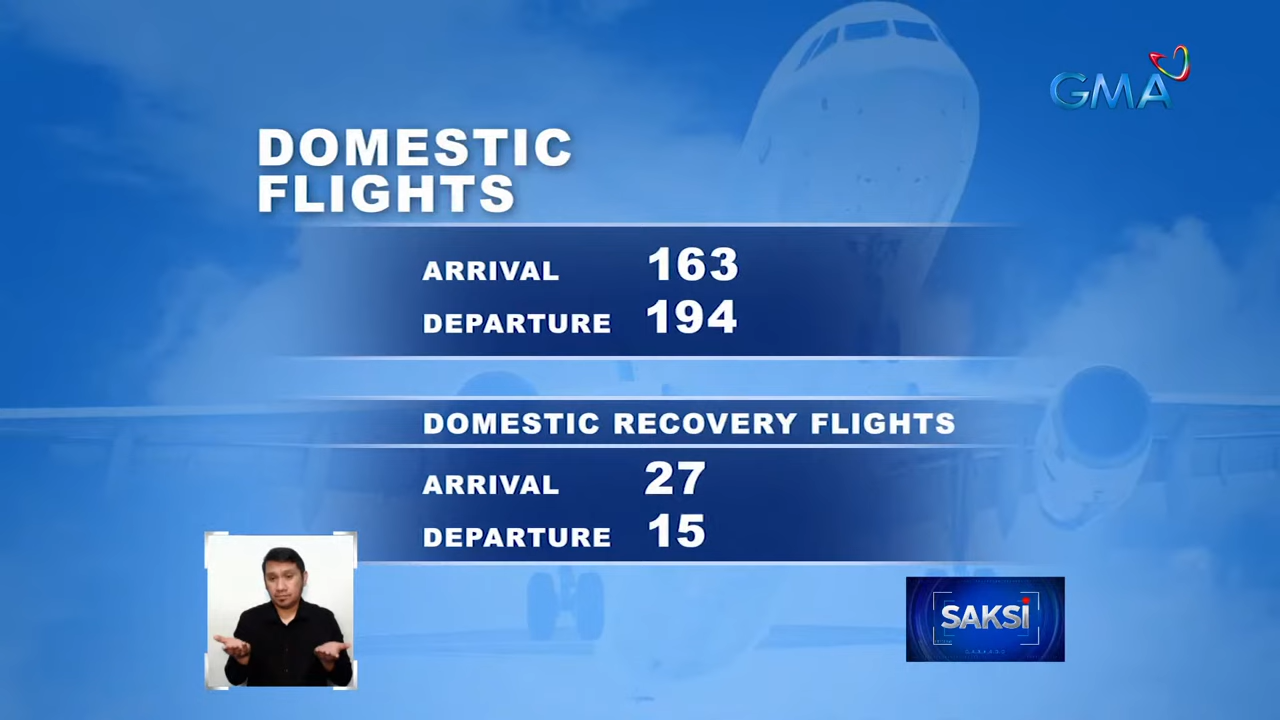 GMA
DOMESTIC
FLIGHTS
ARRIVAL 163
DEPARTURE 194
DOMESTIC RECOVERY FLIGHTS
ARRIVAL 27
DEPARTURE 15
SAKSI